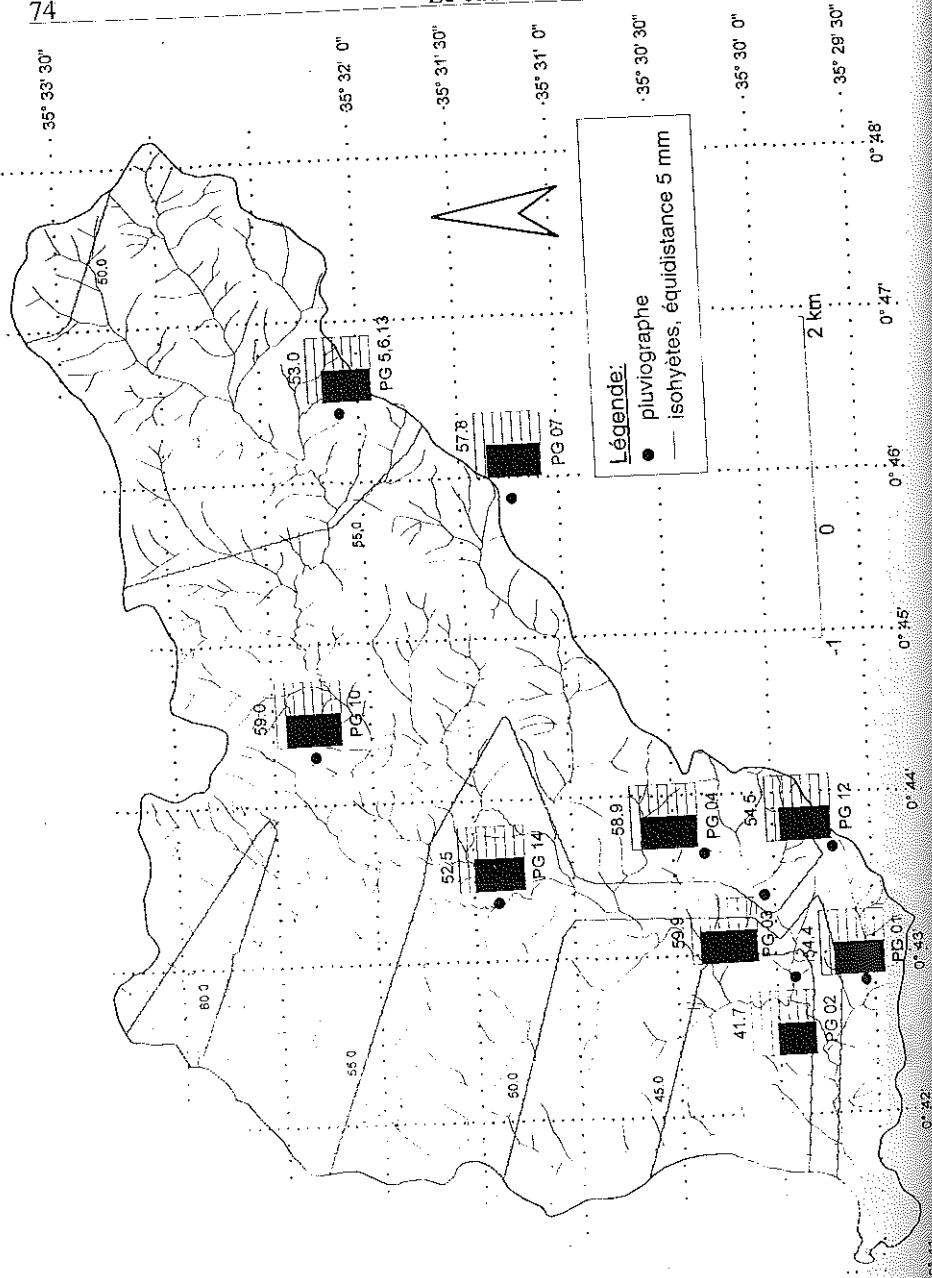 74
35° 33' 30"
35° 32' 0"
35° 31' 30"
35° 31' 0"
35° 30' 30"
35° 30' 0"
35° 29' 30"
50.0
53.0
PG 5,6,13
57.8
PG 07
55.0
59.0
PG 10
60.0
55.0
52.5
PG 14
58.9
PG 04
54.5
PG 12
50.0
59.9
PG 03
45.0
41.7
PG 02
54.4
PG 01
Légende:
pluviographe
isohyètes, équidistance 5 mm
-1 0 2 km
0° 42' 0° 43' 0° 44' 0° 45' 0° 46' 0° 47' 0° 48'